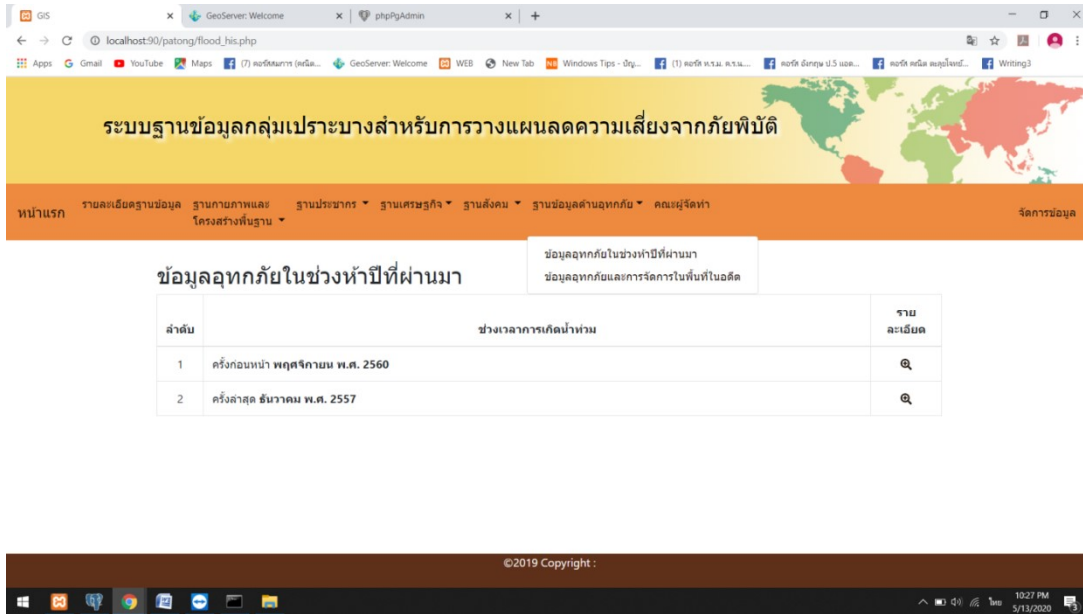 GIS
GeoServer: Welcome
phpPgAdmin
localhost:90/patong/flood_his.php
Apps Gmail YouTube Maps GeoServer: Welcome WEB New Tab Windows Tips - ปัญ... Writing3
ระบบฐานข้อมูลกลุ่มเปราะบางสำหรับการวางแผนลดความเสี่ยงจากภัยพิบัติ
หน้าแรก รายละเอียดฐานข้อมูล ฐานกายภาพและ ฐานประชากร ฐานเศรษฐกิจ ฐานสังคม ฐานข้อมูลด้านอุทกภัย คณะผู้จัดทำ จัดการข้อมูล
โครงสร้างพื้นฐาน
ข้อมูลอุทกภัยในช่วงห้าปีที่ผ่านมา
ข้อมูลอุทกภัยและการจัดการในพื้นที่ในอดีต
ข้อมูลอุทกภัยในช่วงห้าปีที่ผ่านมา
ลำดับ ช่วงเวลาการเกิดน้ำท่วม ราย
ละเอียด
1 ครั้งก่อนหน้า พฤศจิกายน พ.ศ. 2560
2 ครั้งล่าสุด ธันวาคม พ.ศ. 2557
©2019 Copyright :
ไทย 10:27 PM
5/13/2020